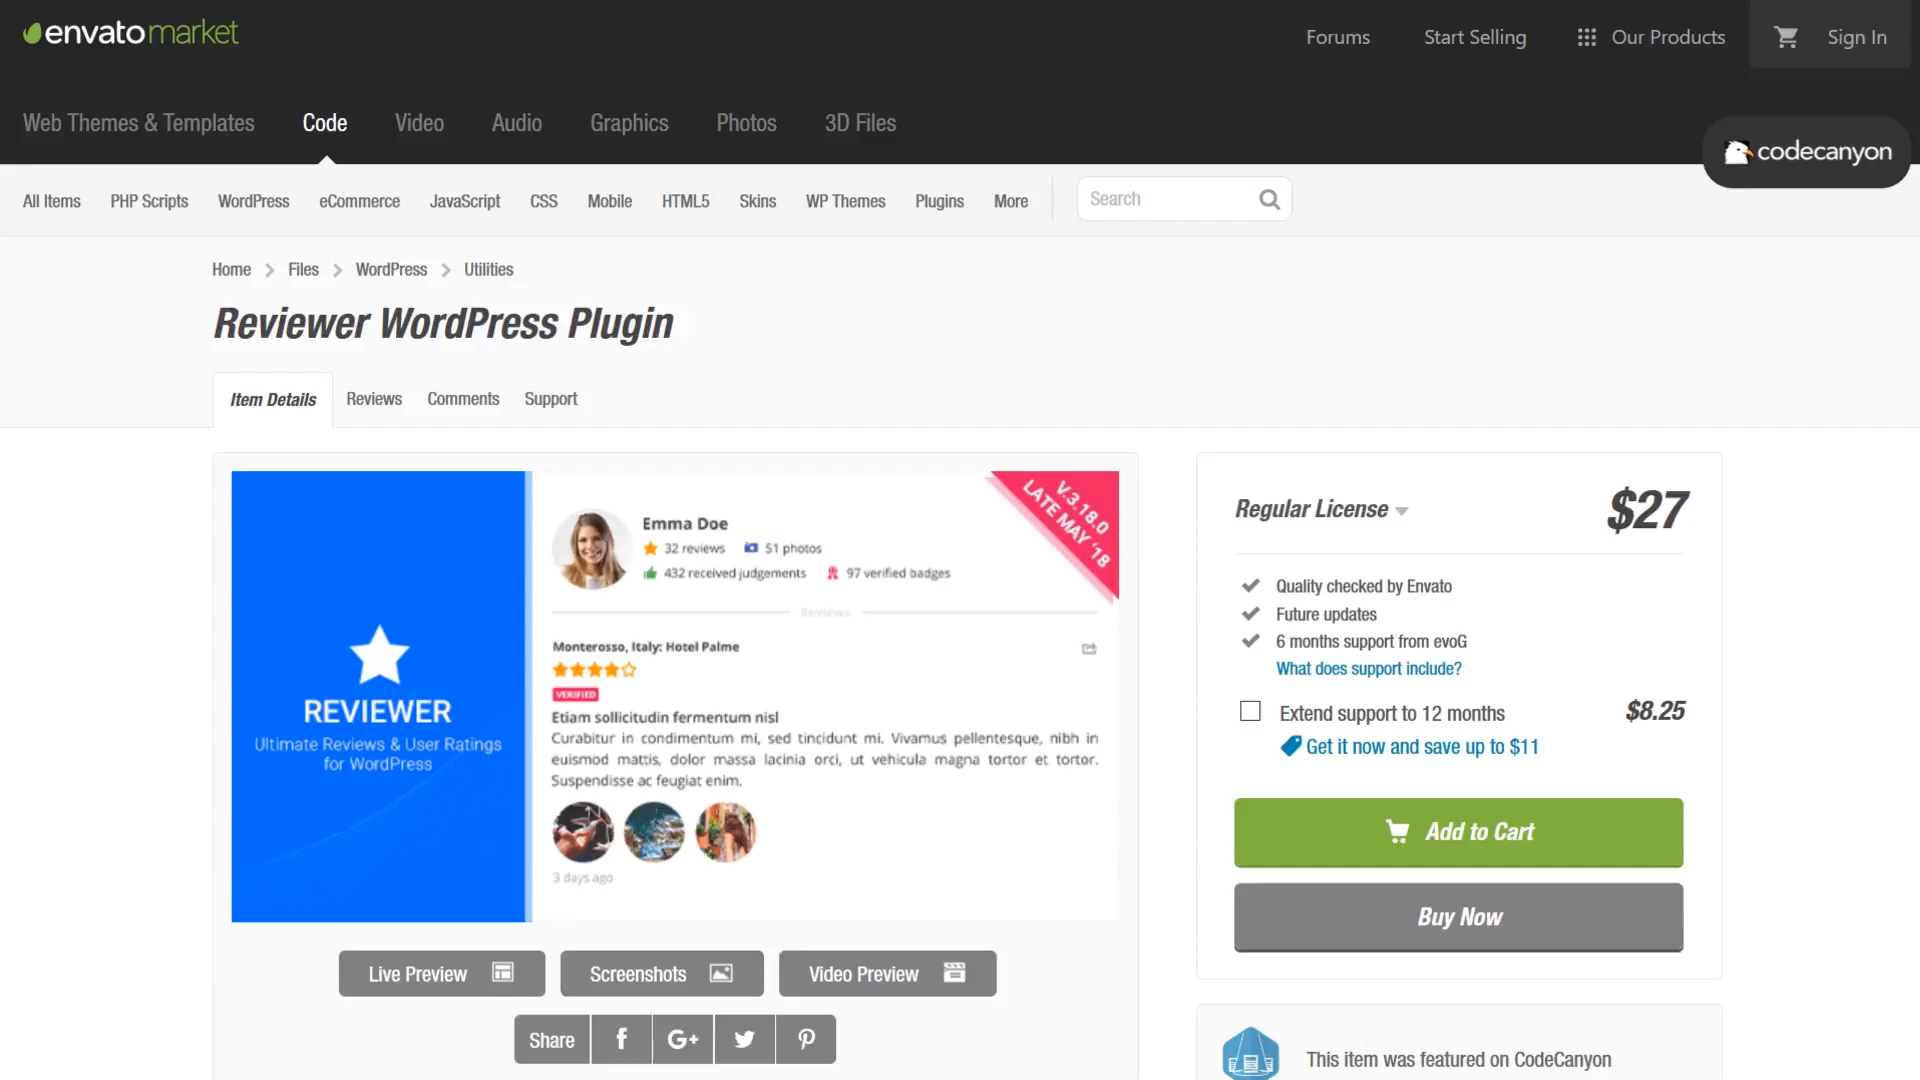 envato market
Forums
Start Selling
Our Products
Sign In
Web Themes & Templates
Code
Video
Audio
Graphics
Photos
3D Files
codecanyon
All Items
PHP Scripts
WordPress
eCommerce
JavaScript
CSS
Mobile
HTML5
Skins
WP Themes
Plugins
More
Search
Home
Files
WordPress
Utilities
Reviewer WordPress Plugin
Item Details
Reviews
Comments
Support
REVIEWER
Ultimate Reviews & User Ratings
for WordPress
V.3.18.0
LATE MAY '18
Emma Doe
32 reviews
51 photos
432 received judgements
97 verified badges
Reviews
Monterosso, Italy: Hotel Palme
VERIFIED
Etiam sollicitudin fermentum nisl
Curabitur in condimentum mi, sed tincidunt mi. Vivamus pellentesque, nibh in
euismod mattis, dolor massa lacinia orci, ut vehicula magna tortor et tortor.
Suspendisse ac feugiat enim.
3 days ago
Live Preview
Screenshots
Video Preview
Share
f
G+
Regular License
$27
Quality checked by Envato
Future updates
6 months support from evoG
What does support include?
Extend support to 12 months
$8.25
Get it now and save up to $11
Add to Cart
Buy Now
This item was featured on CodeCanyon